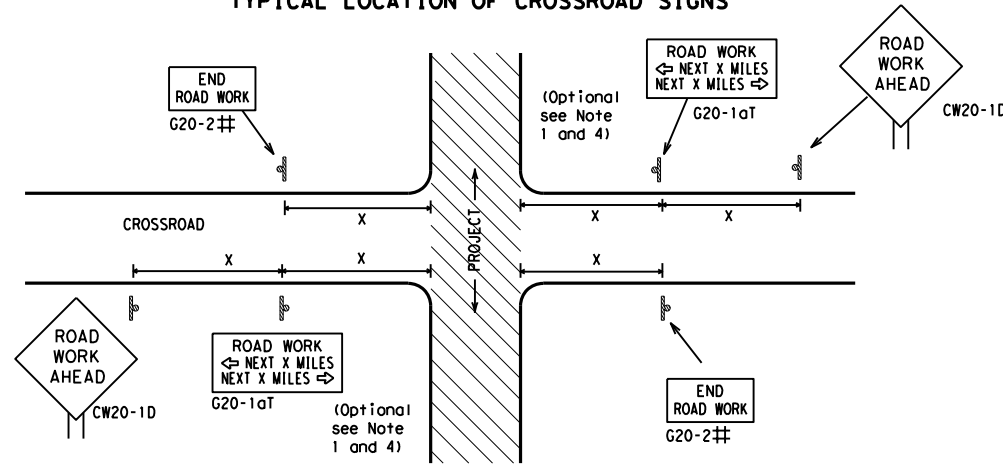 TYPICAL LOCATION OF CROSSROAD SIGNS
END
ROAD WORK
G20-2#
(Optional
see Note
1 and 4)
ROAD WORK
⇦ NEXT X MILES
NEXT X MILES ⇨
G20-1aT
ROAD
WORK
AHEAD
CW20-1D
X
X
X
CROSSROAD
PROJECT
X
X
X
ROAD
WORK
AHEAD
CW20-1D
ROAD WORK
⇦ NEXT X MILES
NEXT X MILES ⇨
G20-1aT
(Optional
see Note
1 and 4)
END
ROAD WORK
G20-2#